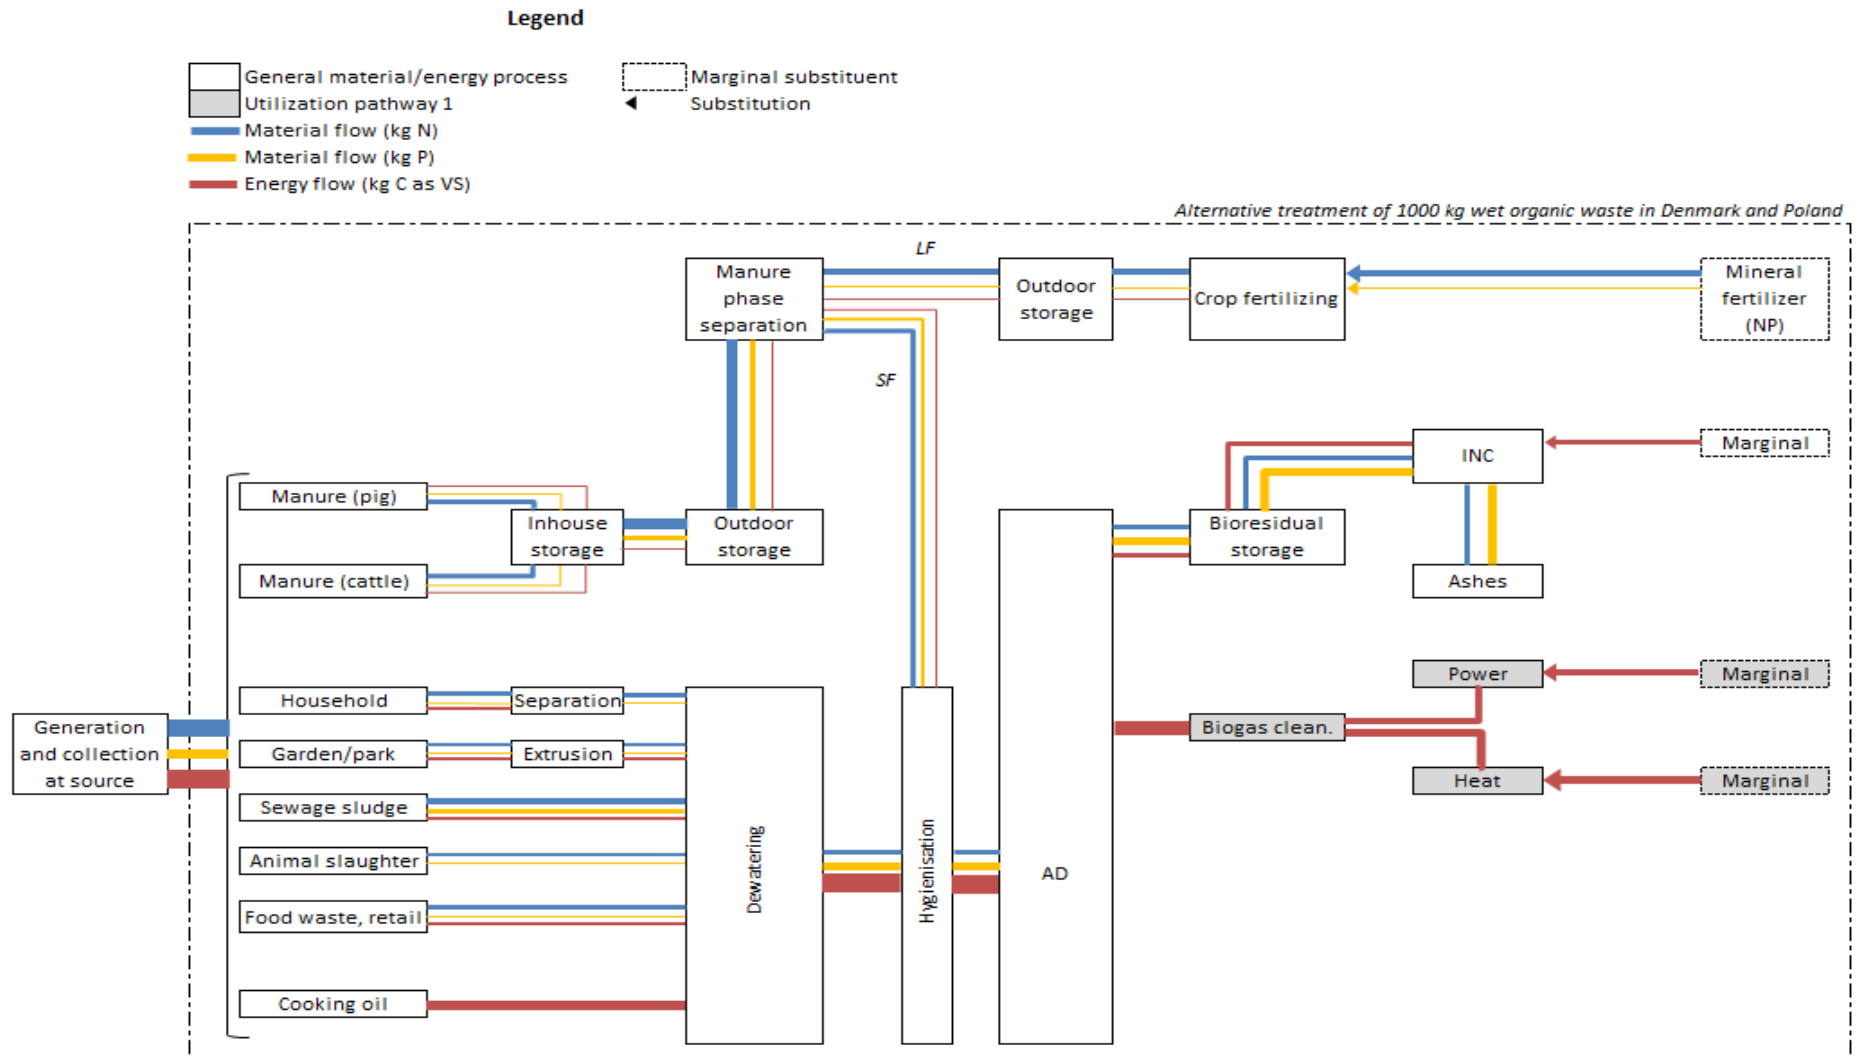 Legend
General material/energy process
Marginal substituent
Utilization pathway 1
Substitution
Material flow (kg N)
Material flow (kg P)
Energy flow (kg C as VS)
Alternative treatment of 1000 kg wet organic waste in Denmark and Poland
LF
Manure
phase
separation
Outdoor
storage
Crop fertilizing
Mineral
fertilizer
(NP)
SF
INC
Marginal
Manure (pig)
Inhouse
storage
Outdoor
storage
Bioresidual
storage
Manure (cattle)
Ashes
Household
Separation
Power
Marginal
Generation
and collection
at source
Garden/park
Extrusion
Biogas clean.
Heat
Marginal
Sewage sludge
Animal slaughter
Dewatering
Hygienisation
AD
Food waste, retail
Cooking oil